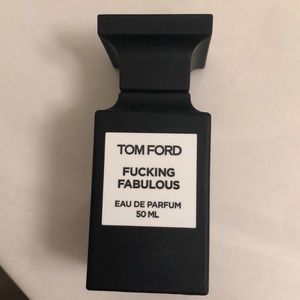 TOM FORD
FUCKING
FABULOUS
EAU DE PARFUM
50 ML